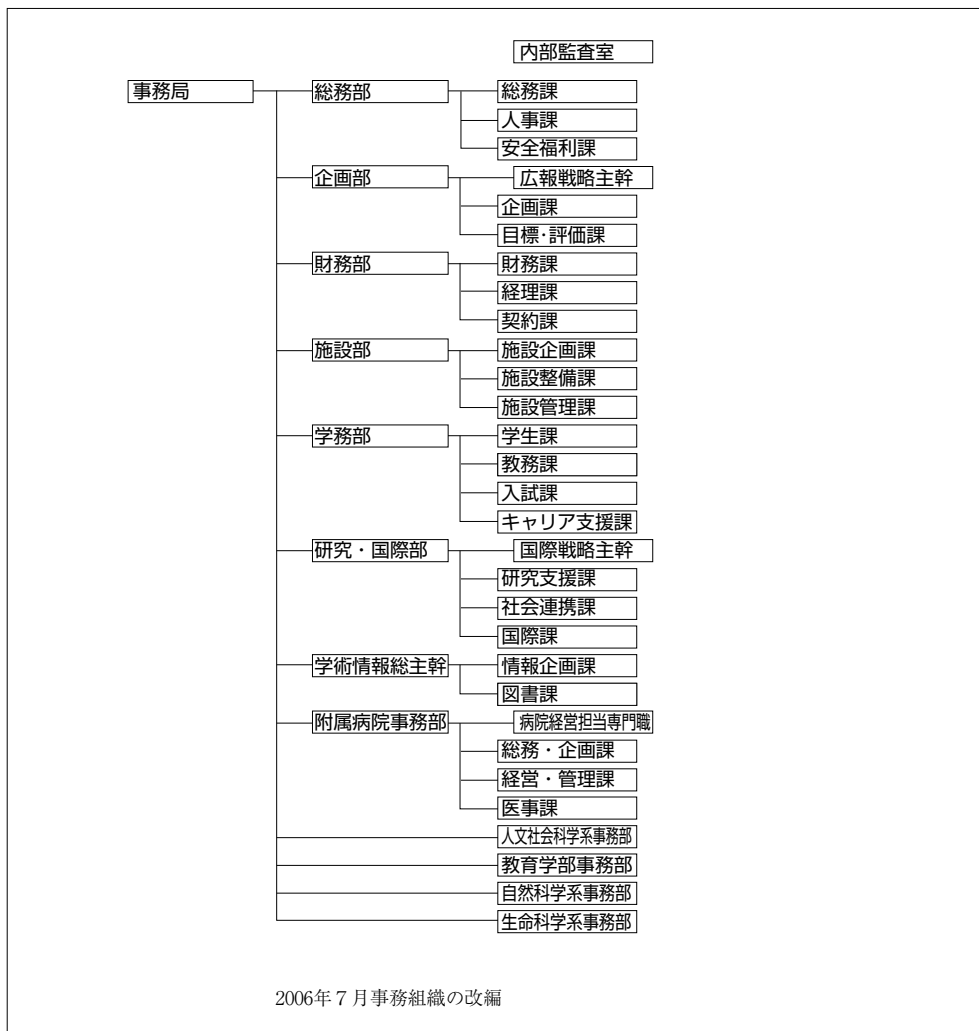 内部監査室
事務局
総務部
総務課
人事課
安全福利課
企画部
広報戦略主幹
企画課
目標・評価課
財務部
財務課
経理課
契約課
施設部
施設企画課
施設整備課
施設管理課
学務部
学生課
教務課
入試課
キャリア支援課
研究・国際部
国際戦略主幹
研究支援課
社会連携課
国際課
学術情報総主幹
情報企画課
図書課
附属病院事務部
病院経営担当専門職
総務・企画課
経営・管理課
医事課
人文社会科学系事務部
教育学部事務部
自然科学系事務部
生命科学系事務部
2006年7月事務組織の改編